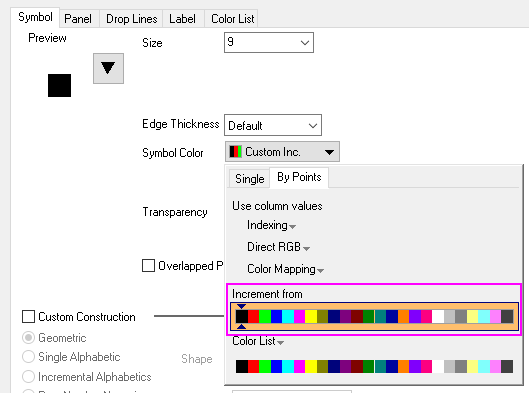 Symbol Panel Drop Lines Label Color List
Preview
Size 9
Edge Thickness Default
Symbol Color Custom Inc.
Single By Points
Use column values
Indexing
Transparency
Direct RGB
Overlapped P
Color Mapping
Increment from
Custom Construction
Geometric
Color List
Single Alphabetic Shape
Incremental Alphabetics